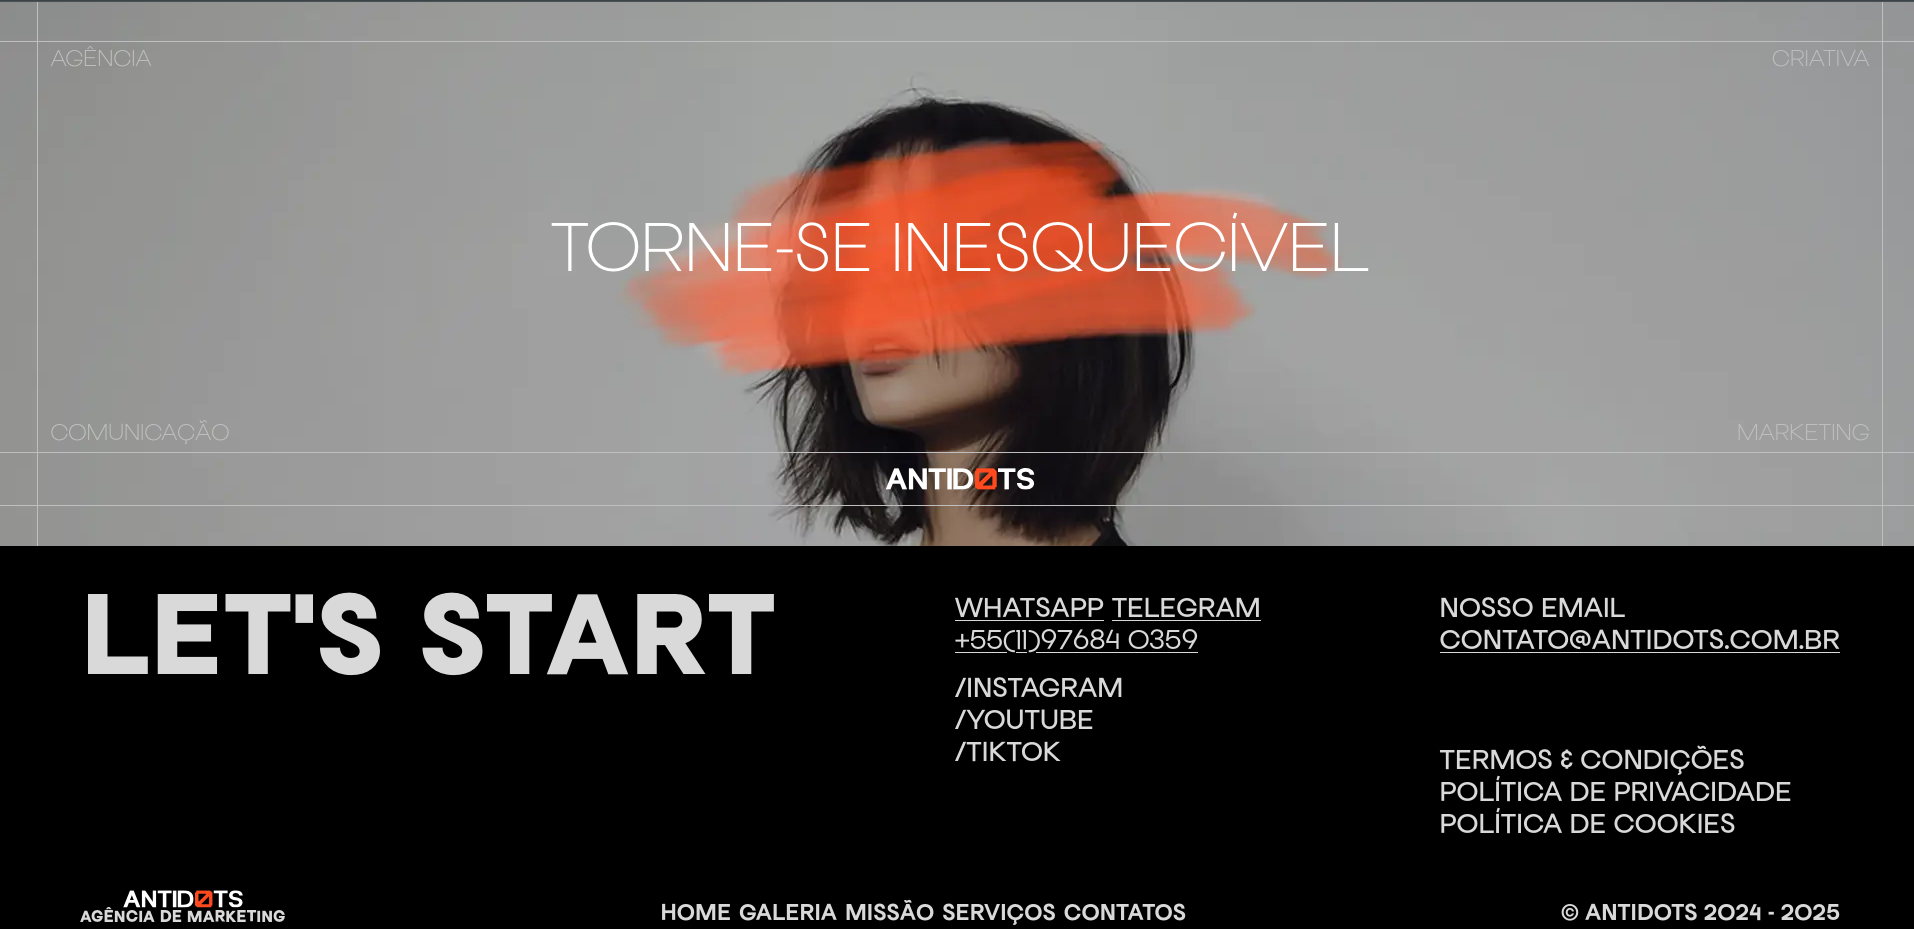 AGÊNCIA
CRIATIVA
TORNE-SE INESQUECÍVEL
COMUNICAÇÃO
MARKETING
ANTIDOTS
LET'S START
WHATSAPP TELEGRAM
+55(11)97684 0359
/INSTAGRAM
/YOUTUBE
/TIKTOK
NOSSO EMAIL
CONTATO@ANTIDOTS.COM.BR
TERMOS & CONDIÇÕES
POLÍTICA DE PRIVACIDADE
POLÍTICA DE COOKIES
ANTIDOTS
AGÊNCIA DE MARKETING
HOME GALERIA MISSÃO SERVIÇOS CONTATOS
© ANTIDOTS 2024 - 2025